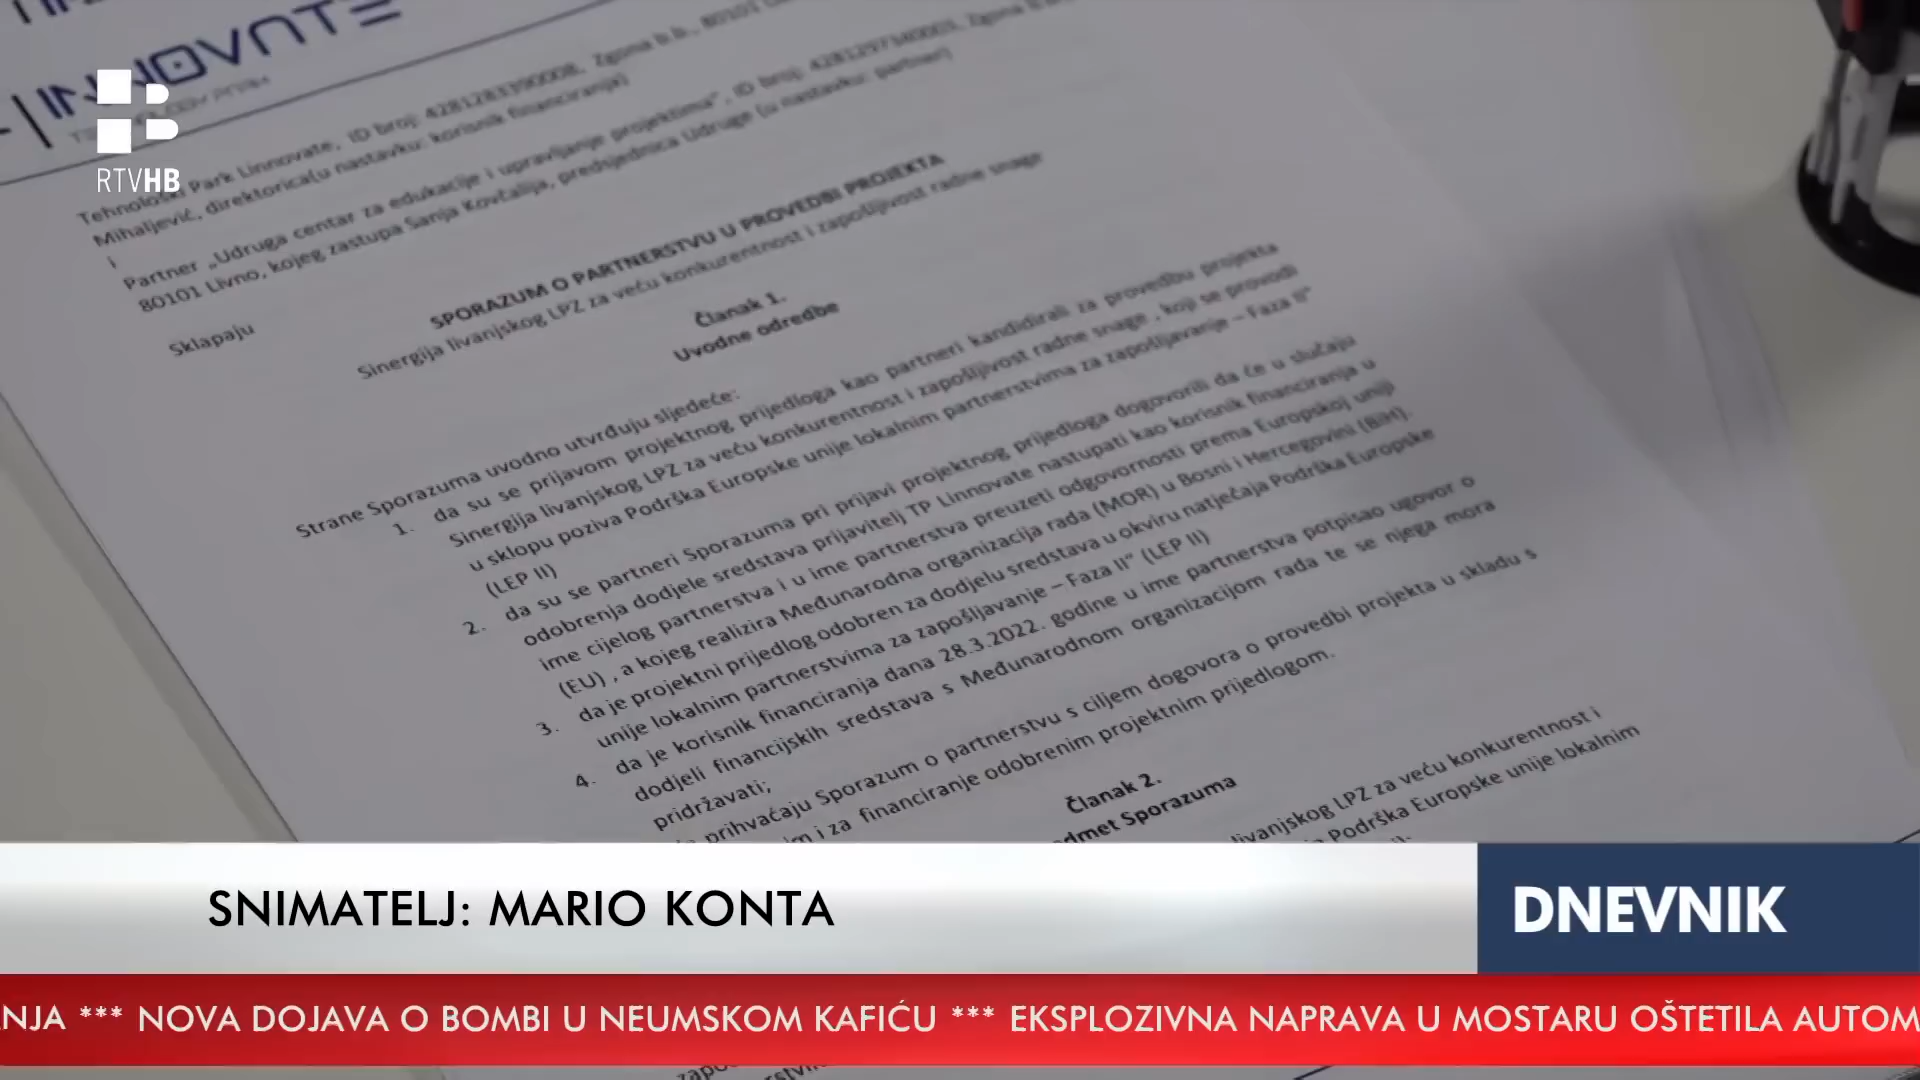 INNOVATE
RTVHB
Tehnološki Park Linnovate, ID broj: 4281283390008, Zgona b.b., 80101
Mihaljević, direktorica(u nastavku: korisnik financiranja)
i
Partner „Udruga centar za edukacije i upravljanje projektima", ID broj: 4281297340003, Zgona b.b.
80101 Livno, kojeg zastupa Sanja Kovčalija, predsjednica Udruge (u nastavku: partner)
Sklapaju
SPORAZUM O PARTNERSTVU U PROVEDBI PROJEKTA
Sinergija livanjskog LPZ za veću konkurentnost i zapošljivost radne snage
Članak 1.
Uvodne odredbe
Strane Sporazuma uvodno utvrđuju sljedeće:
1. da su se prijavom projektnog prijedloga kao partneri kandidirali za provedbu projekta
Sinergija livanjskog LPZ za veću konkurentnost i zapošljivost radne snage , koji se provodi
u sklopu poziva Podrška Europske unije lokalnim partnerstvima za zapošljavanje – Faza II"
(LEP II)
2. da su se partneri Sporazuma pri prijavi projektnog prijedloga dogovorili da će u slučaju
odobrenja dodjele sredstava prijavitelj TP Linnovate nastupati kao korisnik financiranja u
ime cijelog partnerstva i u ime partnerstva preuzeti odgovornosti prema Europskoj uniji
(EU) , a kojeg realizira Međunarodna organizacija rada (MOR) u Bosni i Hercegovini (BiH).
3. da je projektni prijedlog odobren za dodjelu sredstava u okviru natječaja Podrška Europske
unije lokalnim partnerstvima za zapošljavanje – Faza II" (LEP II)
4. da je korisnik financiranja dana 28.3.2022. godine u ime partnerstva potpisao ugovor o
dodjeli financijskih sredstava s Međunarodnom organizacijom rada te se njega mora
pridržavati;
prihvaćaju Sporazum o partnerstvu s ciljem dogovora o provedbi projekta u skladu s
i za financiranje odobrenim projektnim prijedlogom.
Članak 2.
Sporazuma
livanjskog LPZ za veću konkurentnost i
Podrška Europske unije lokalnim
SNIMATELJ: MARIO KONTA
DNEVNIK
NJA *** NOVA DOJAVA O BOMBI U NEUMSKOM KAFIĆU *** EKSPLOZIVNA NAPRAVA U MOSTARU OŠTETILA AUTOM